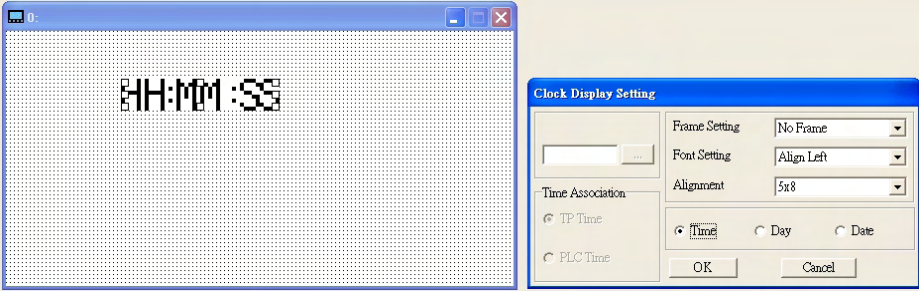 0:
HH:MM :SS
Clock Display Setting
...
Time Association
TP Time
PLC Time
Frame Setting No Frame
Font Setting Align Left
Alignment 5x8
Time Day Date
OK Cancel